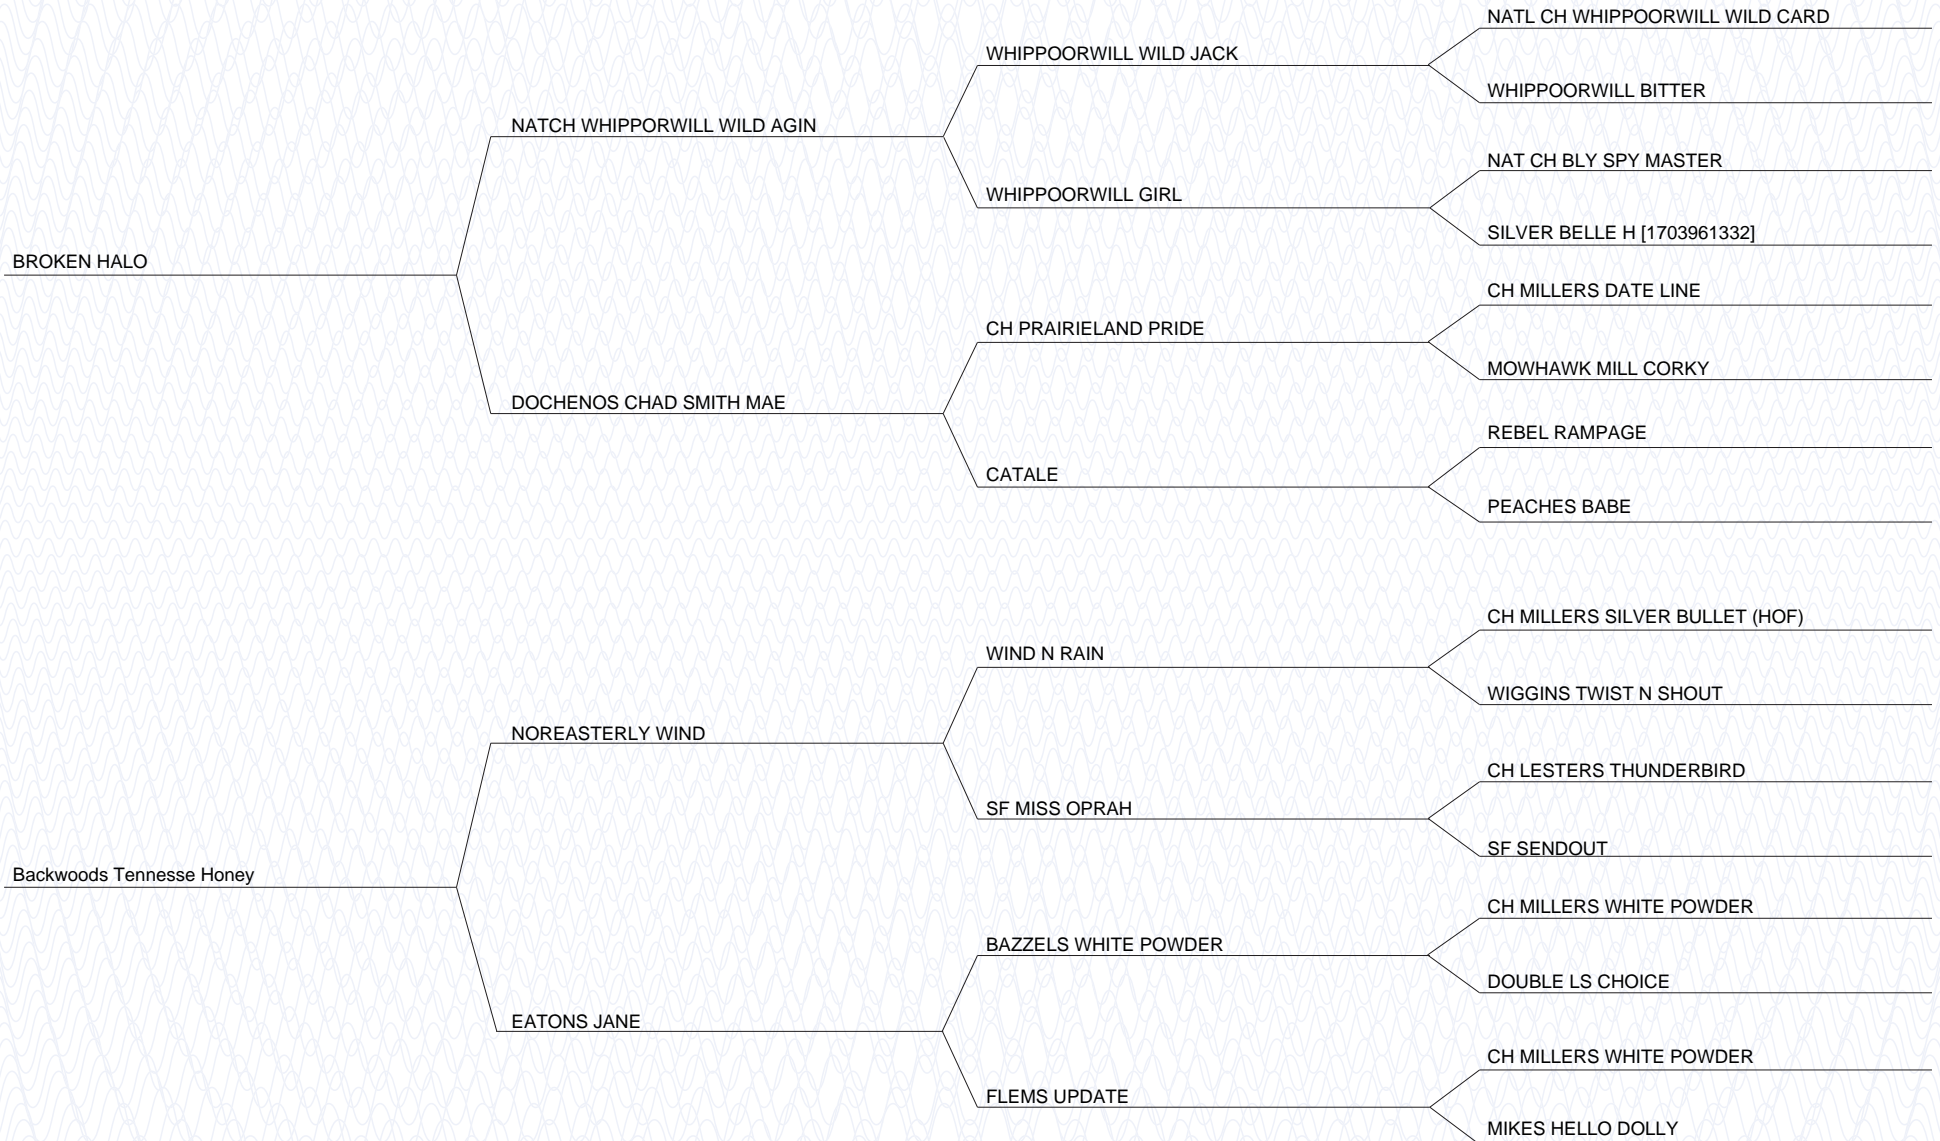 NATL CH WHIPPOORWILL WILD CARD
WHIPPOORWILL WILD JACK
WHIPPOORWILL BITTER
NATCH WHIPPORWILL WILD AGIN
NAT CH BLY SPY MASTER
WHIPPOORWILL GIRL
SILVER BELLE H [1703961332]
BROKEN HALO
CH MILLERS DATE LINE
CH PRAIRIELAND PRIDE
MOWHAWK MILL CORKY
DOCHENOS CHAD SMITH MAE
REBEL RAMPAGE
CATALE
PEACHES BABE
CH MILLERS SILVER BULLET (HOF)
WIND N RAIN
WIGGINS TWIST N SHOUT
NOREASTERLY WIND
CH LESTERS THUNDERBIRD
SF MISS OPRAH
SF SENDOUT
Backwoods Tennesse Honey
CH MILLERS WHITE POWDER
BAZZELS WHITE POWDER
DOUBLE LS CHOICE
EATONS JANE
CH MILLERS WHITE POWDER
FLEMS UPDATE
MIKES HELLO DOLLY